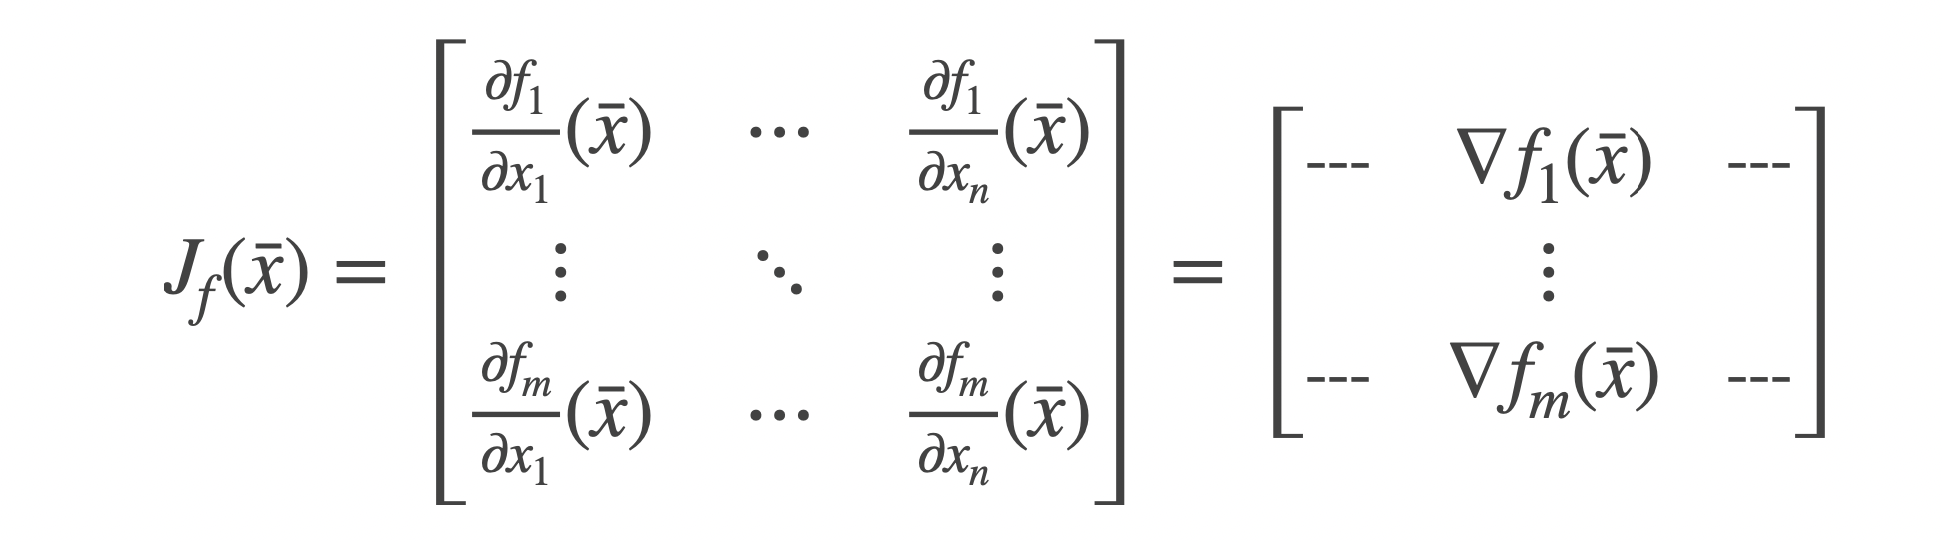 $J_f(\bar{x}) = \begin{bmatrix} \frac{\partial f_1}{\partial x_1}(\bar{x}) & \cdots & \frac{\partial f_1}{\partial x_n}(\bar{x}) \\ \vdots & \ddots & \vdots \\ \frac{\partial f_m}{\partial x_1}(\bar{x}) & \cdots & \frac{\partial f_m}{\partial x_n}(\bar{x}) \end{bmatrix} = \begin{bmatrix} \text{---} & \nabla f_1(\bar{x}) & \text{---} \\ & \vdots & \\ \text{---} & \nabla f_m(\bar{x}) & \text{---} \end{bmatrix}$